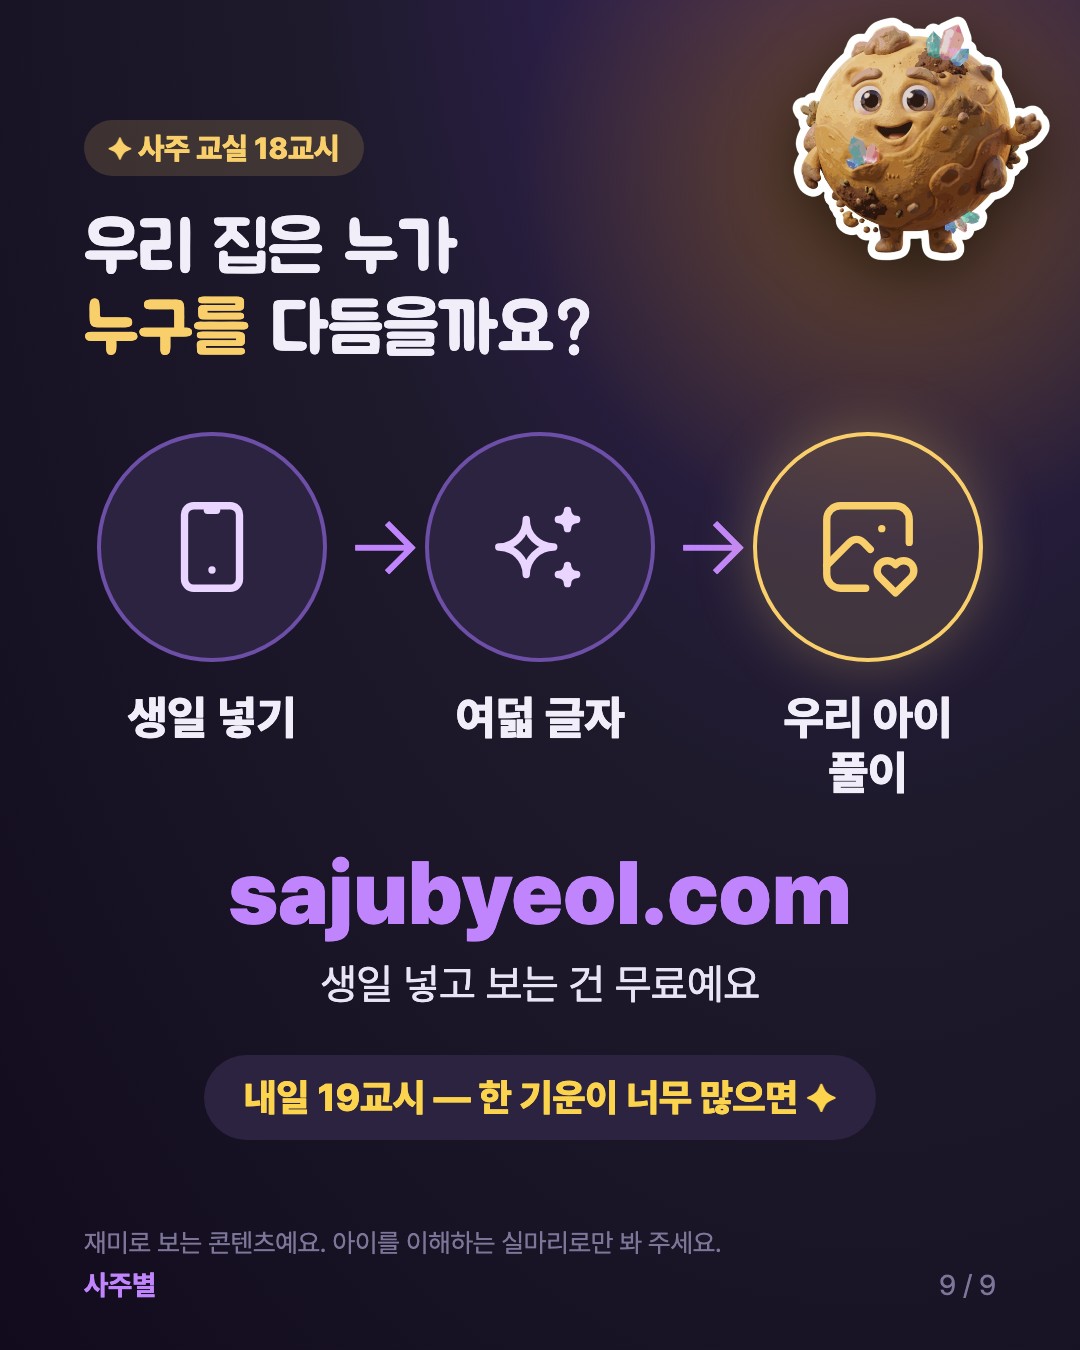 ✦ 사주 교실 18교시
우리 집은 누가
누구를 다듬을까요?
생일 넣기
여덟 글자
우리 아이
풀이
sajubyeol.com
생일 넣고 보는 건 무료예요
내일 19교시 — 한 기운이 너무 많으면 ✦
재미로 보는 콘텐츠예요. 아이를 이해하는 실마리로만 봐 주세요.
사주별
9 / 9